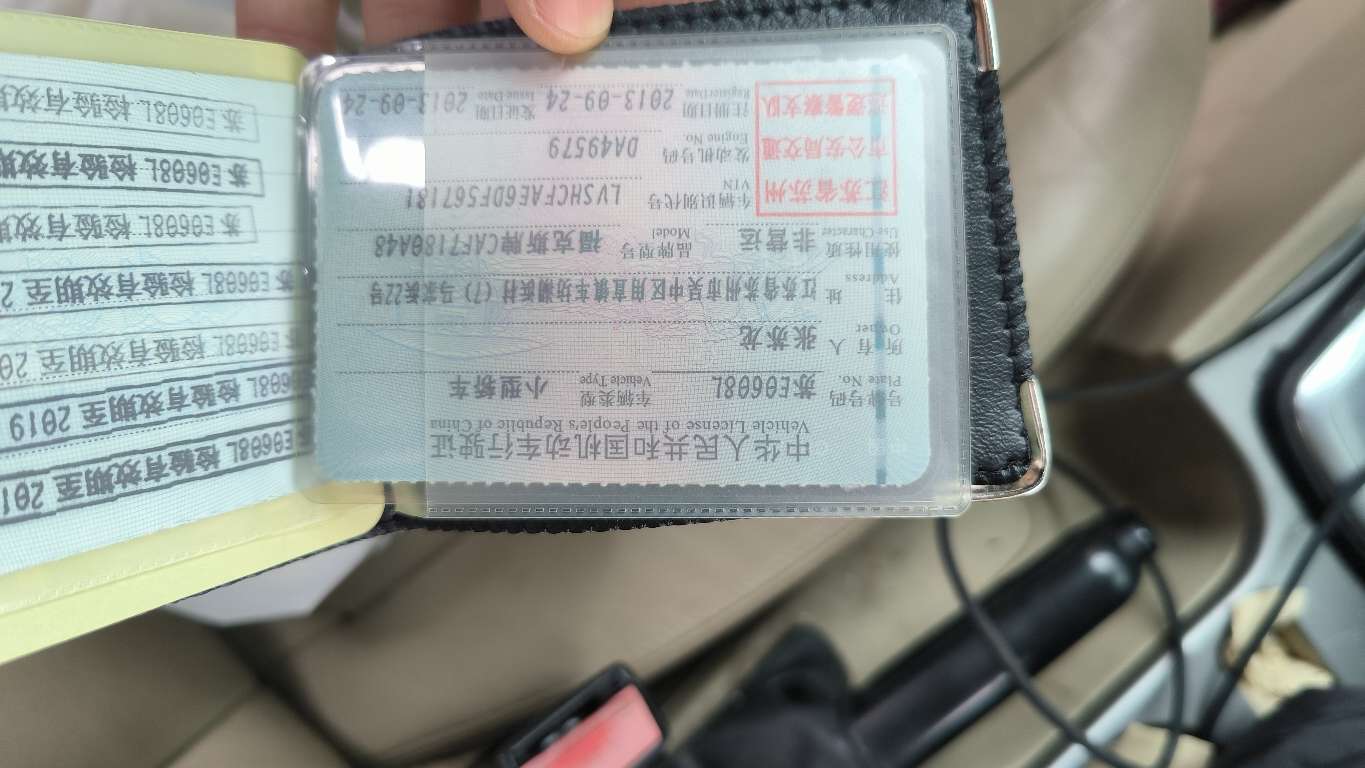 中华人民共和国机动车行驶证
Vehicle License of the People's Republic of China
号牌号码 苏E0608L 车辆类型 小型轿车
Plate No. Vehicle Type
所有人 张苏龙
Owner
住址 江苏省苏州市吴中区甪直镇车坊潮浜村(7)马家浜22号
Address
使用性质 非营运 品牌型号 福克斯牌CAF7180A48
Use Character Model
江苏省苏州
市公安局交通
巡逻警察支队
车辆识别代号 LVSHCFAE6DF567181
VIN
发动机号码 DA49579
Engine No.
注册日期 2013-09-24 发证日期 2013-09-24
Register Date Issue Date
苏E0608L 检验有效期至 201
苏E0608L 检验有效期至 2019
苏E0608L 检验有效期至 20
苏E0608L 检验有效期至 2
苏E0608L 检验有效期
苏E0608L 检验有效期
苏E0608L 检验有效